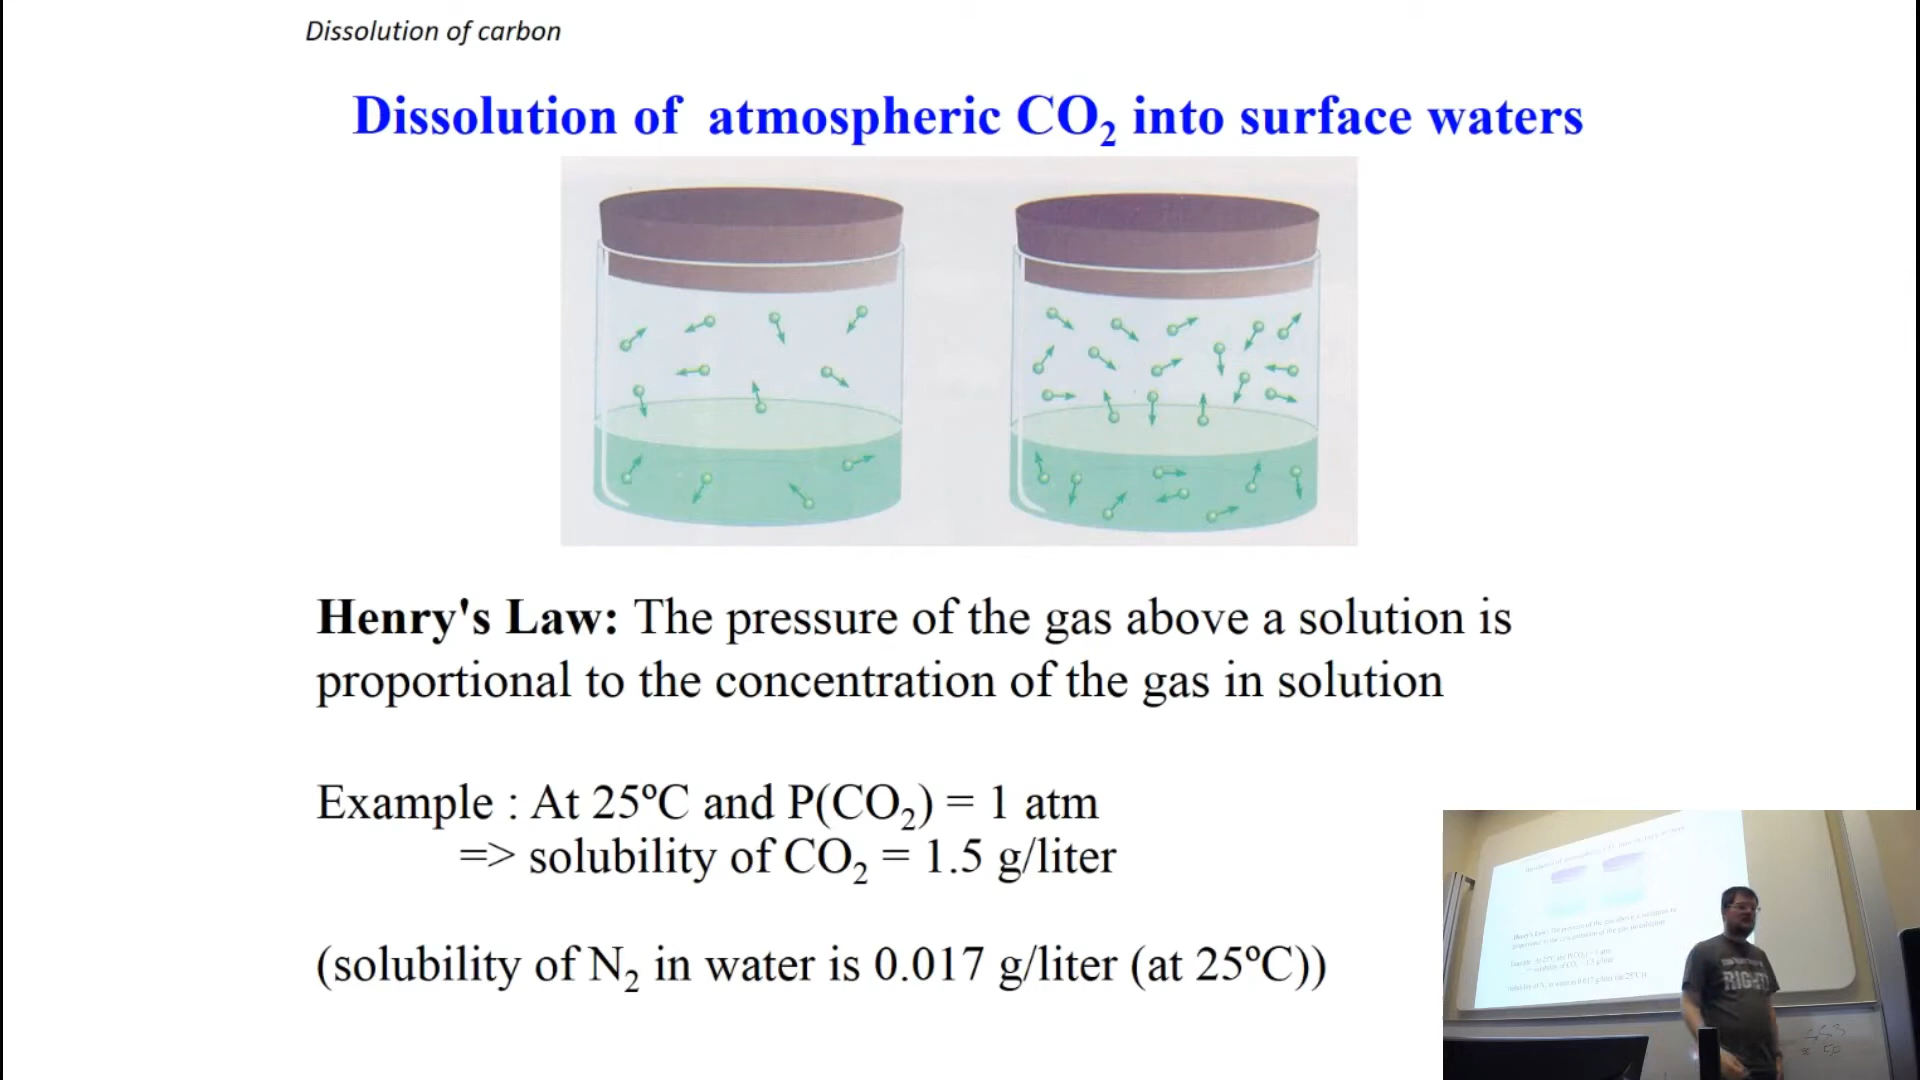 Dissolution of carbon
Dissolution of atmospheric CO₂ into surface waters
Henry's Law: The pressure of the gas above a solution is
proportional to the concentration of the gas in solution
Example : At 25ºC and P(CO₂) = 1 atm
=> solubility of CO₂ = 1.5 g/liter
(solubility of N₂ in water is 0.017 g/liter (at 25ºC))
RIGHT